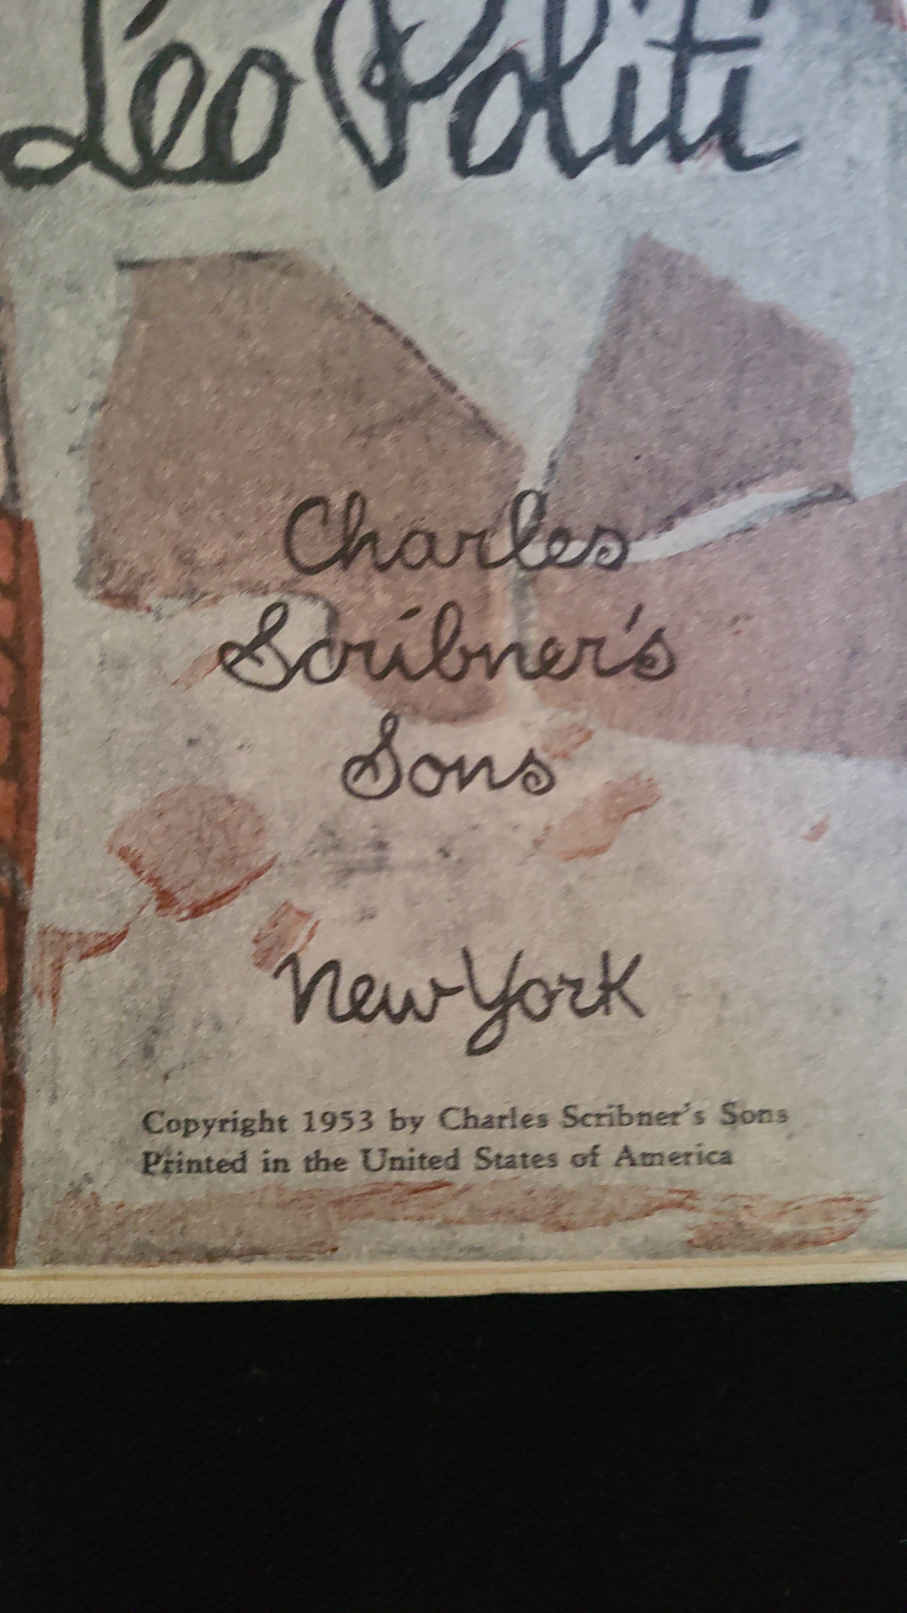 Leo Politi
Charles
Scribner's
Sons
New York
Copyright 1953 by Charles Scribner's Sons
Printed in the United States of America